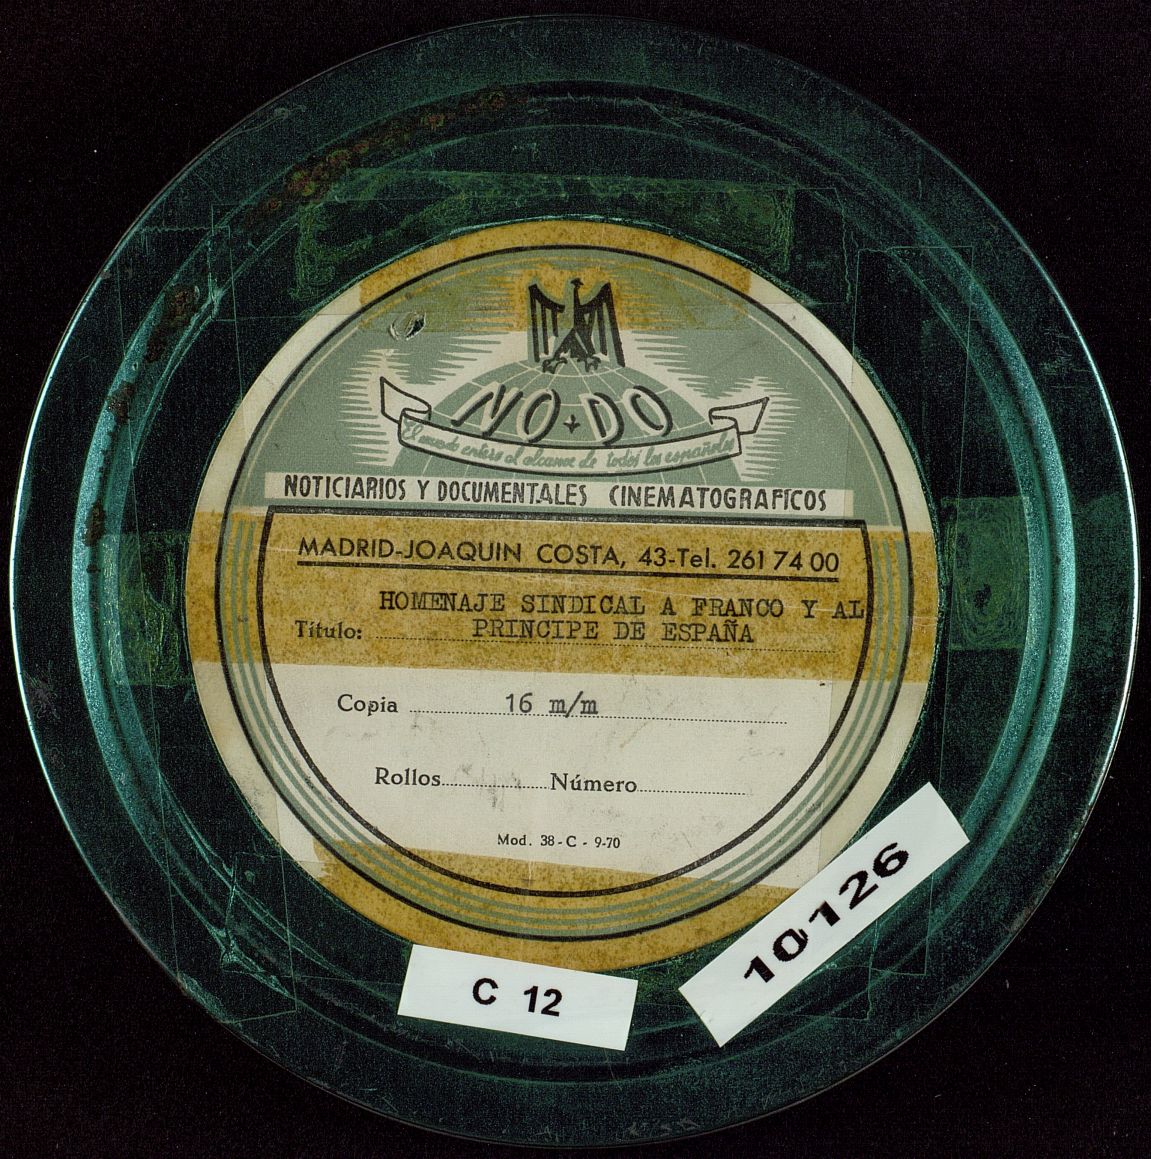 NO+DO
El mundo entero al alcance de todos los españoles
NOTICIARIOS Y DOCUMENTALES CINEMATOGRAFICOS
MADRID-JOAQUIN COSTA, 43-Tel. 261 74 00
HOMENAJE SINDICAL A FRANCO Y AL
Título: PRINCIPE DE ESPAÑA
Copia 16 m/m
Rollos Número
Mod. 38-C - 9-70
10126
C 12